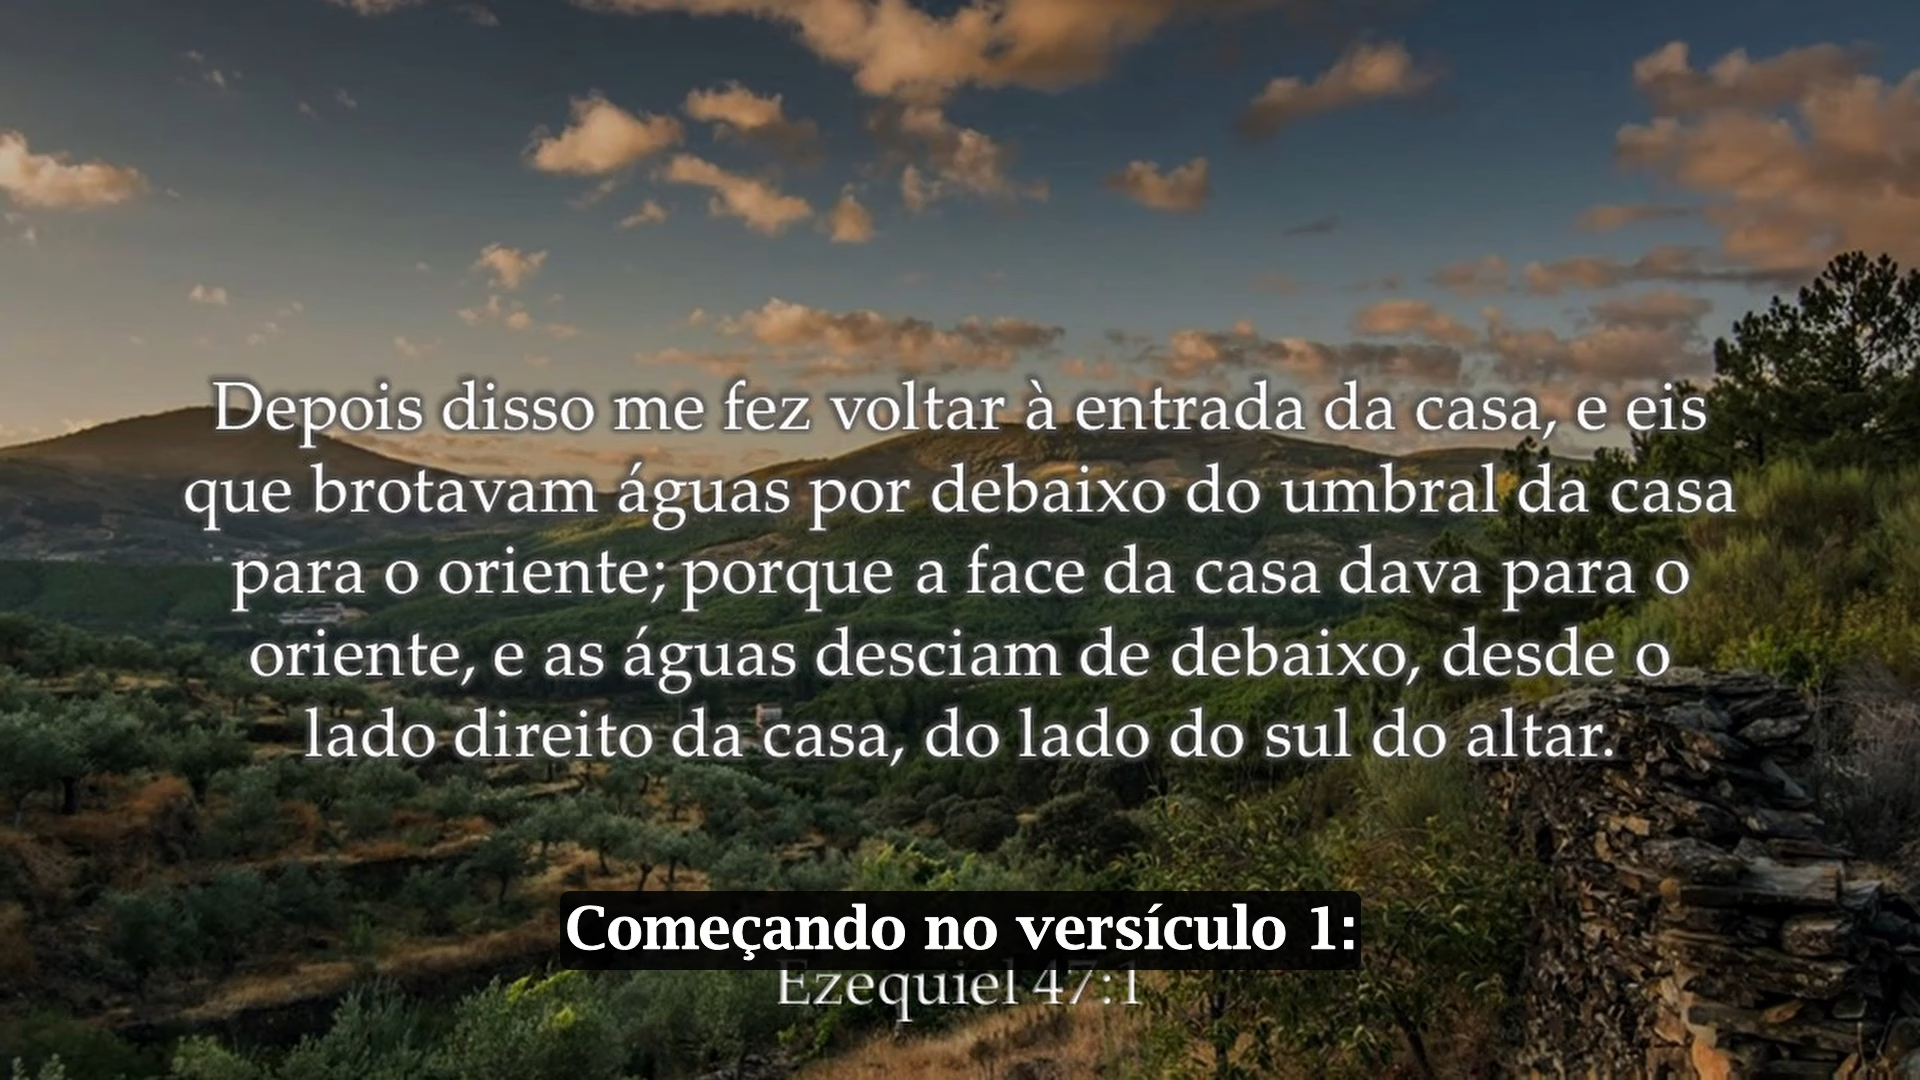 Depois disso me fez voltar à entrada da casa, e eis
que brotavam águas por debaixo do umbral da casa
para o oriente; porque a face da casa dava para o
oriente, e as águas desciam de debaixo, desde o
lado direito da casa, do lado do sul do altar.
Começando no versículo 1:
Ezequiel 47:1